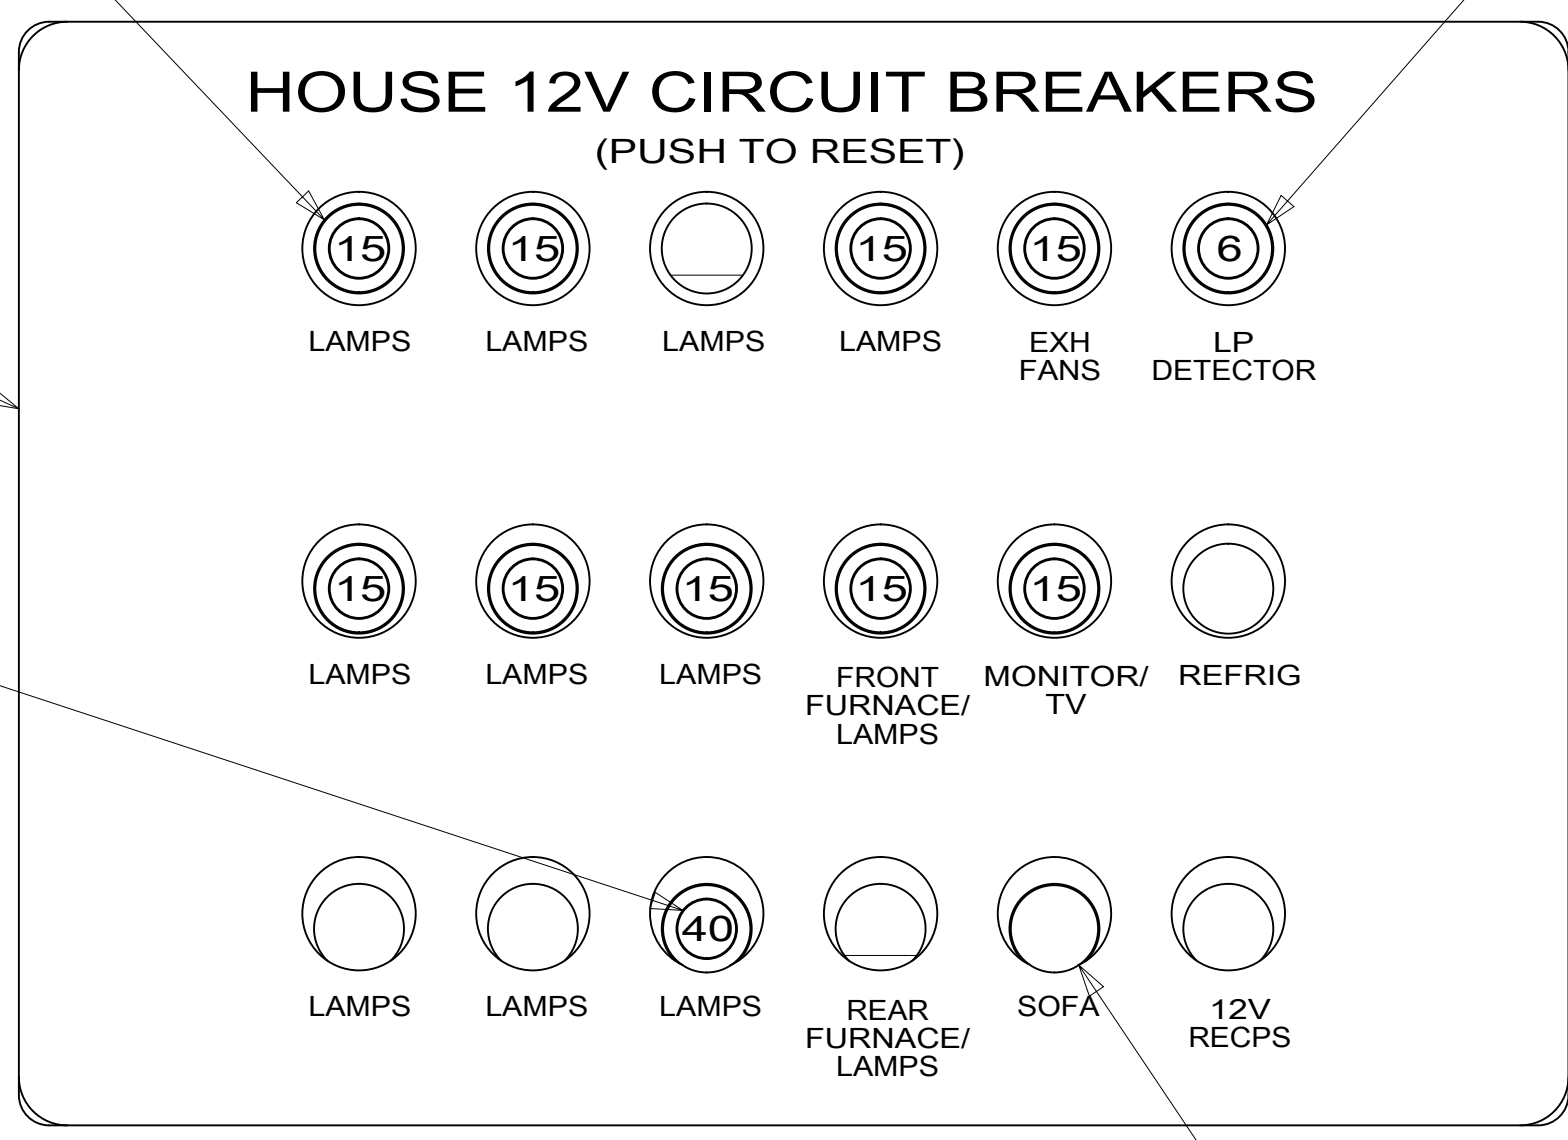 HOUSE 12V CIRCUIT BREAKERS
(PUSH TO RESET)
15 15 15 15 6
LAMPS LAMPS LAMPS LAMPS EXH LP
FANS DETECTOR
15 15 15 15 15
LAMPS LAMPS LAMPS FRONT MONITOR/ REFRIG
FURNACE/ TV
LAMPS
40
LAMPS LAMPS LAMPS REAR SOFA 12V
FURNACE/ RECPS
LAMPS